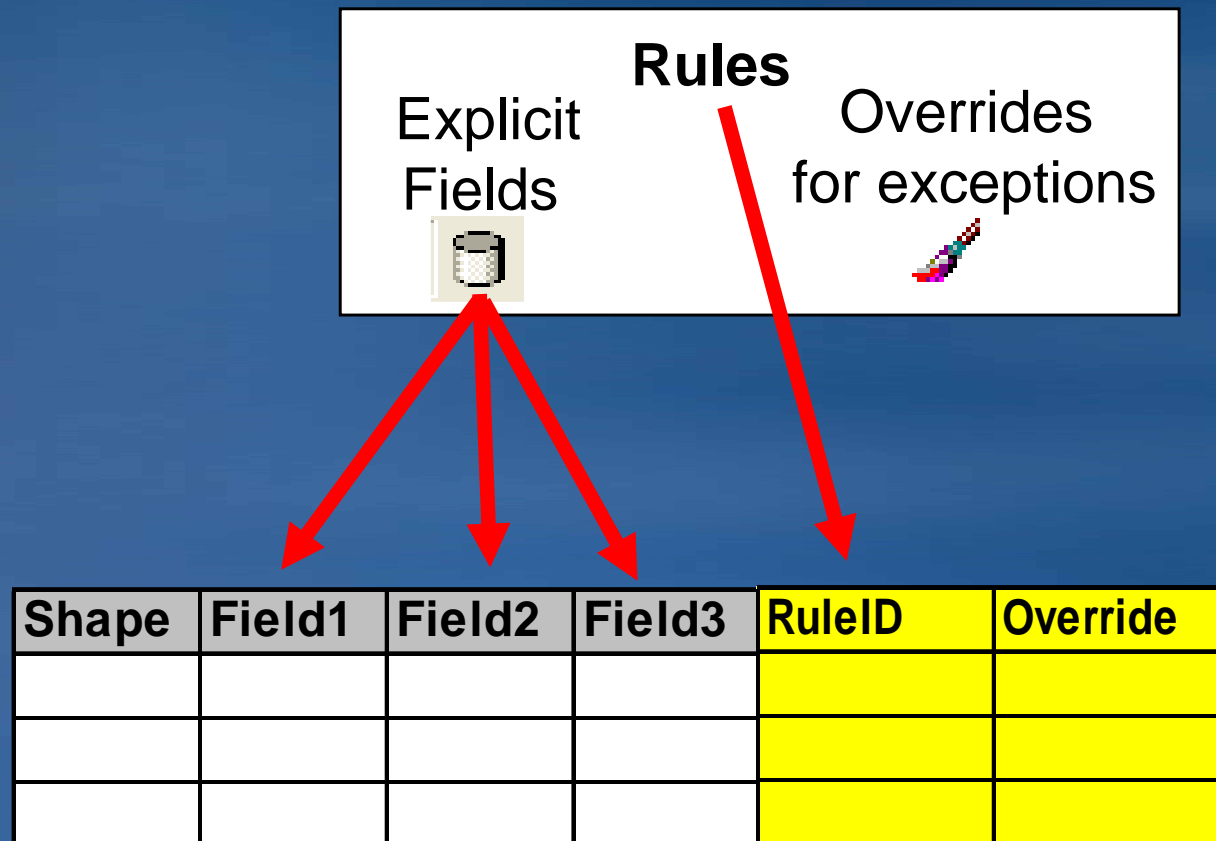 Rules
Explicit
Fields
Overrides
for exceptions
Shape Field1 Field2 Field3 RuleID Override